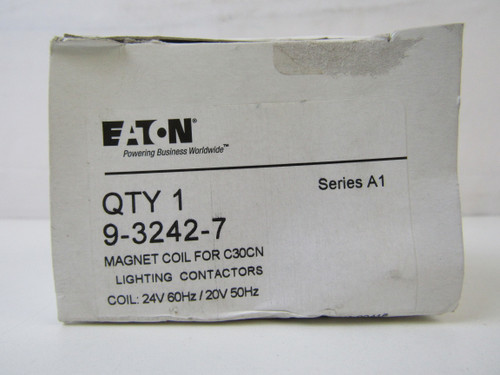 EATON®
Powering Business Worldwide™
QTY 1
Series A1
9-3242-7
MAGNET COIL FOR C30CN
LIGHTING CONTACTORS
COIL: 24V 60Hz / 20V 50Hz